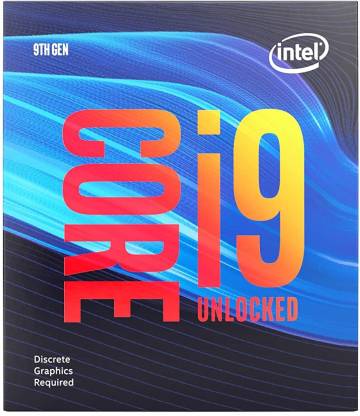 9TH GEN
intel
CORE
i9
UNLOCKED
Discrete
Graphics
Required